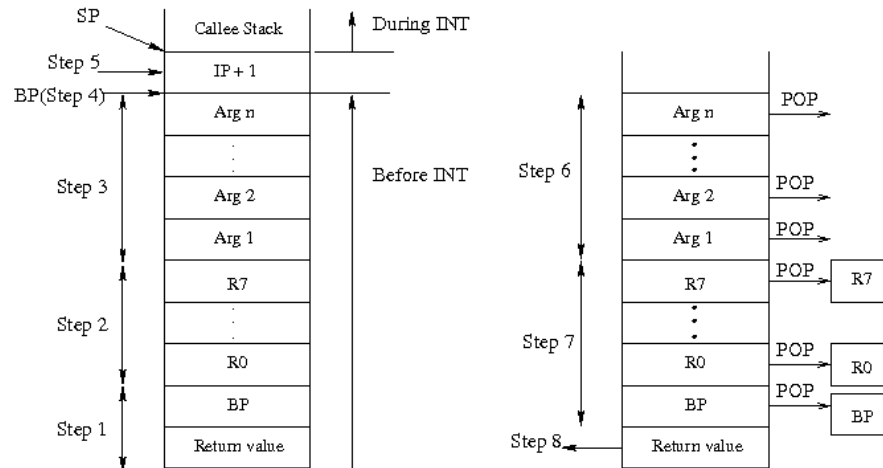 SP
Callee Stack
During INT
Step 5
IP + 1
BP(Step 4)
Arg n
Step 3
Before INT
Arg 2
Arg 1
R7
Step 2
R0
BP
Step 1
Return value
Arg n
POP
Step 6
Arg 2
POP
Arg 1
POP
R7
POP
R7
Step 7
R0
POP
R0
BP
POP
BP
Step 8
Return value